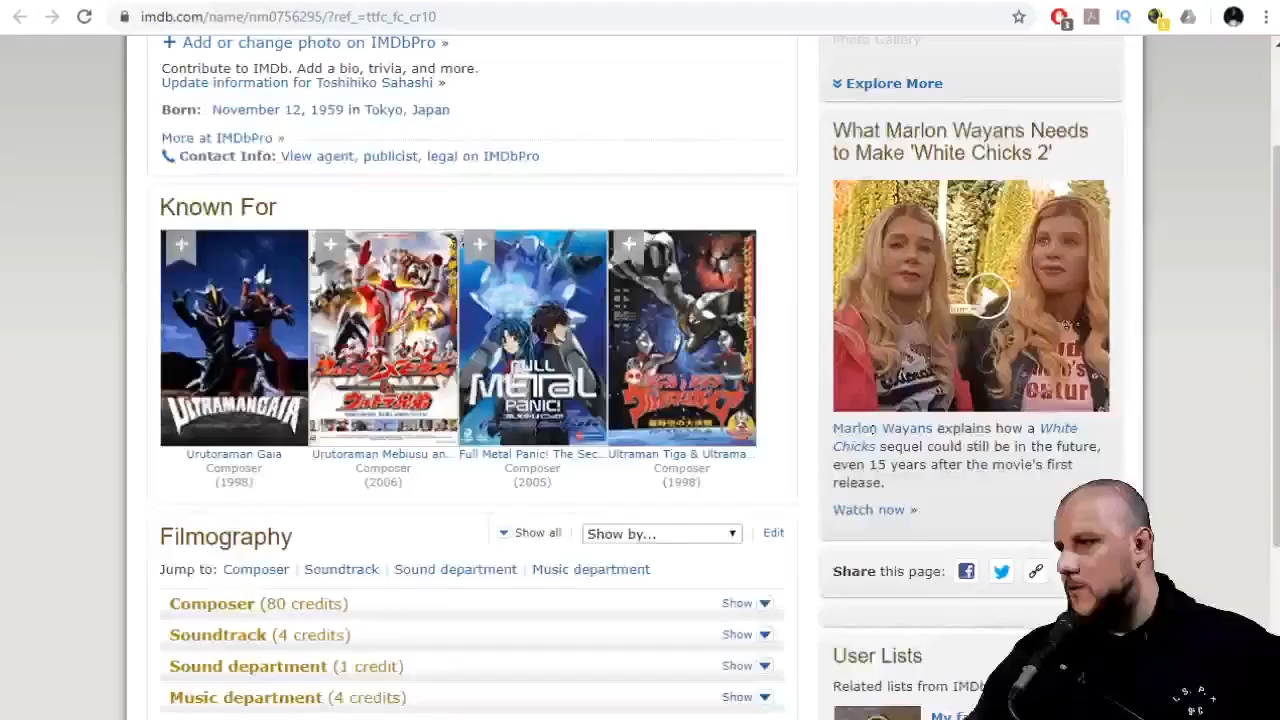 imdb.com/name/nm0756295/?ref_=ttfc_fc_cr10
Add or change photo on IMDbPro »
Contribute to IMDb. Add a bio, trivia, and more.
Update information for Toshihiko Sahashi »
Born: November 12, 1959 in Tokyo, Japan
More at IMDbPro »
Contact Info: View agent, publicist, legal on IMDbPro
Known For
ULTRAMANGAIA
FULL
METAL
PANIC!
Urutoraman Gaia
Composer
(1998)
Urutoraman Mebiusu an...
Composer
(2006)
Full Metal Panic! The Sec...
Composer
(2005)
Ultraman Tiga & Ultrama...
Composer
(1998)
Filmography
Show all
Show by...
Edit
Jump to: Composer | Soundtrack | Sound department | Music department
Composer (80 credits)
Show
Soundtrack (4 credits)
Show
Sound department (1 credit)
Show
Music department (4 credits)
Show
Photo Gallery
Explore More
What Marlon Wayans Needs
to Make 'White Chicks 2'
Marlon Wayans explains how a White
Chicks sequel could still be in the future,
even 15 years after the movie's first
release.
Watch now »
Share this page:
User Lists
Related lists from IMDb